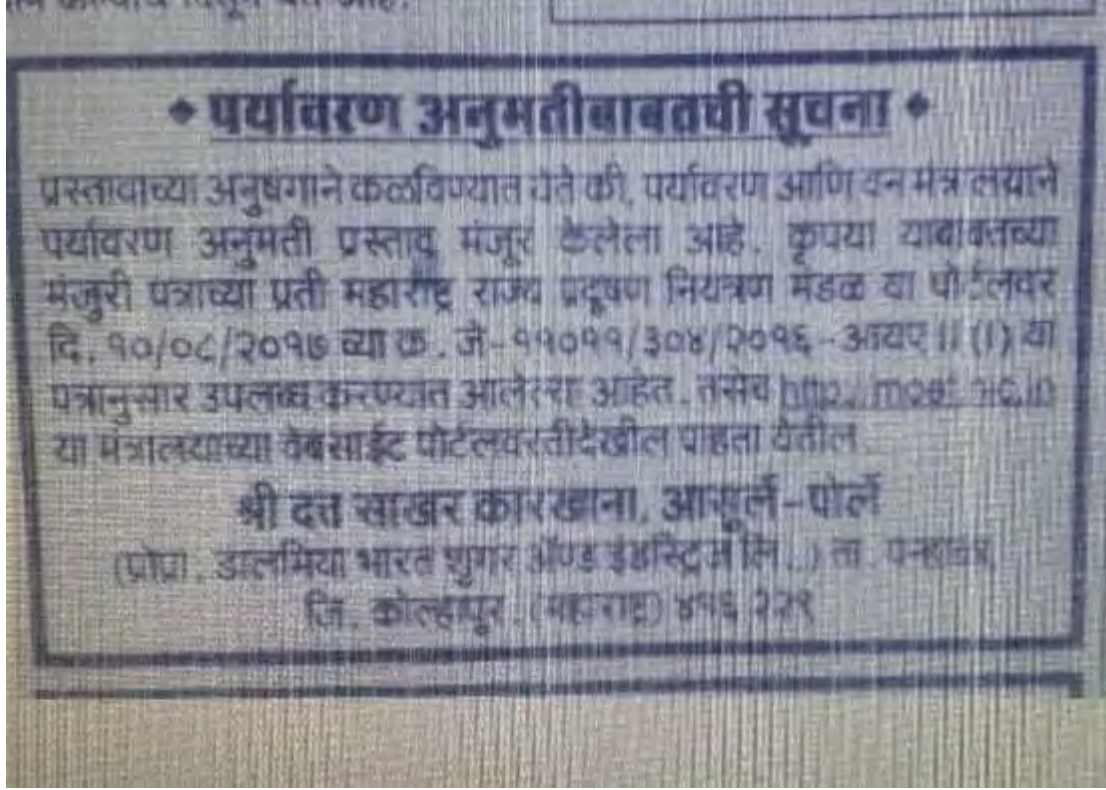 ◆ पर्यावरण अनुमतीबाबतची सूचना ◆
प्रस्तावाच्या अनुषंगाने कळविण्यात येते की, पर्यावरण आणि वन मंत्रालयाने
पर्यावरण अनुमती प्रस्ताव मंजूर केलेला आहे. कृपया याबाबतच्या
मंजुरी पत्राच्या प्रती महाराष्ट्र राज्य प्रदूषण नियंत्रण मंडळ या पोर्टलवर
दि. १०/०८/२०१७ च्या क्र. जे-११०११/३०४/२०१६-आयए II (I) या
पत्रानुसार उपलब्ध करण्यात आलेल्या आहेत. तसेच
या मंत्रालयाच्या वेबसाईट पोर्टलवरतीदेखील पाहता येतील
श्री दत्त साखर कारखाना, आसुर्ले-पोर्ले
(प्रोप्रा. डालमिया भारत शुगर अॅण्ड इंडस्ट्रिज लि..) ता. पन्हाळा,
जि. कोल्हापूर. (महाराष्ट्र) ४१६ २२९